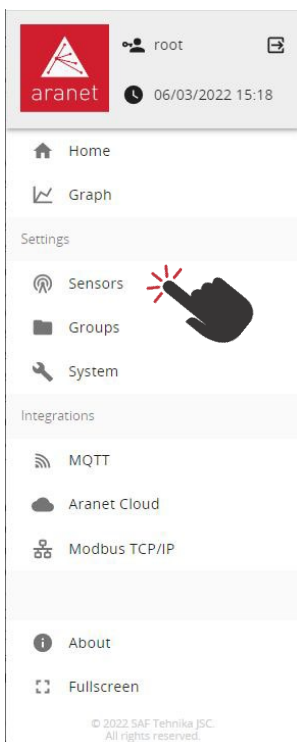 root
aranet
06/03/2022 15:18
Home
Graph
Settings
Sensors
Groups
System
Integrations
MQTT
Aranet Cloud
Modbus TCP/IP
About
Fullscreen
© 2022 SAF Tehnika JSC.
All rights reserved.